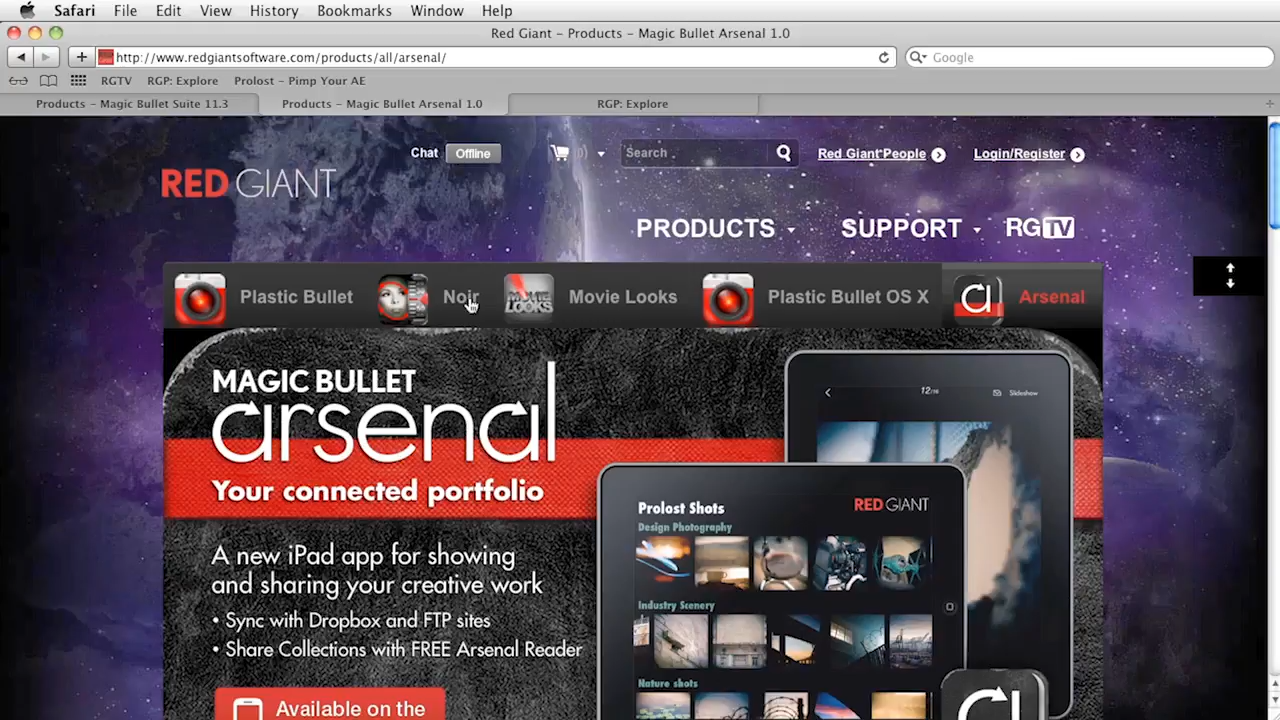 Safari File Edit View History Bookmarks Window Help
Red Giant – Products – Magic Bullet Arsenal 1.0
http://www.redgiantsoftware.com/products/all/arsenal/
Google
RGTV RGP: Explore Prolost – Pimp Your AE
Products – Magic Bullet Suite 11.3
Products – Magic Bullet Arsenal 1.0
RGP: Explore
Chat Offline (0) Search Red Giant People Login/Register
RED GIANT
PRODUCTS SUPPORT RGTV
Plastic Bullet Noir MOVIE LOOKS Movie Looks Plastic Bullet OS X Arsenal
MAGIC BULLET
arsenal
Your connected portfolio
A new iPad app for showing
and sharing your creative work
• Sync with Dropbox and FTP sites
• Share Collections with FREE Arsenal Reader
Available on the
Slideshow
Prolost Shots
RED GIANT
Design Photography
Industry Scenery
Nature shots